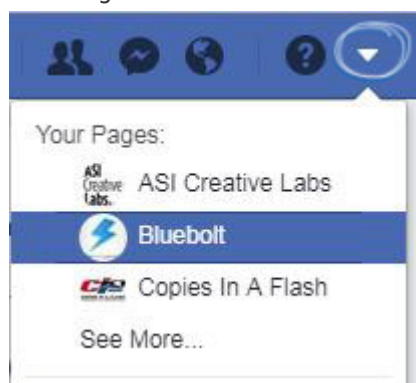 ?
Your Pages:
ASI
Creative
Labs.
ASI Creative Labs
Bluebolt
Copies In A Flash
See More...